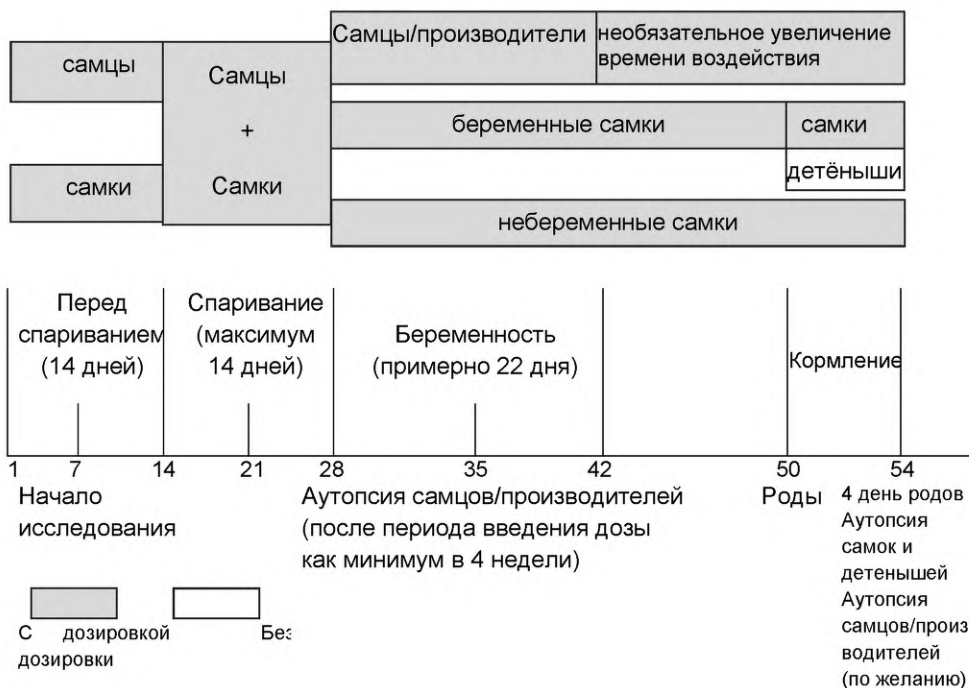 Самцы/производители
необязательное увеличение
времени воздействия
самцы
Самцы
+
Самки
беременные самки
самки
детёныши
самки
небеременные самки
Перед
спариванием
(14 дней)
Спаривание
(максимум
14 дней)
Беременность
(примерно 22 дня)
Кормление
1 7 14 21 28 35 42 50 54
Начало
исследования
Аутопсия самцов/производителей
(после периода введения дозы
как минимум в 4 недели)
Роды
4 день родов
Аутопсия
самок и
детенышей
Аутопсия
самцов/произ
водителей
(по желанию)
С дозировкой
дозировки